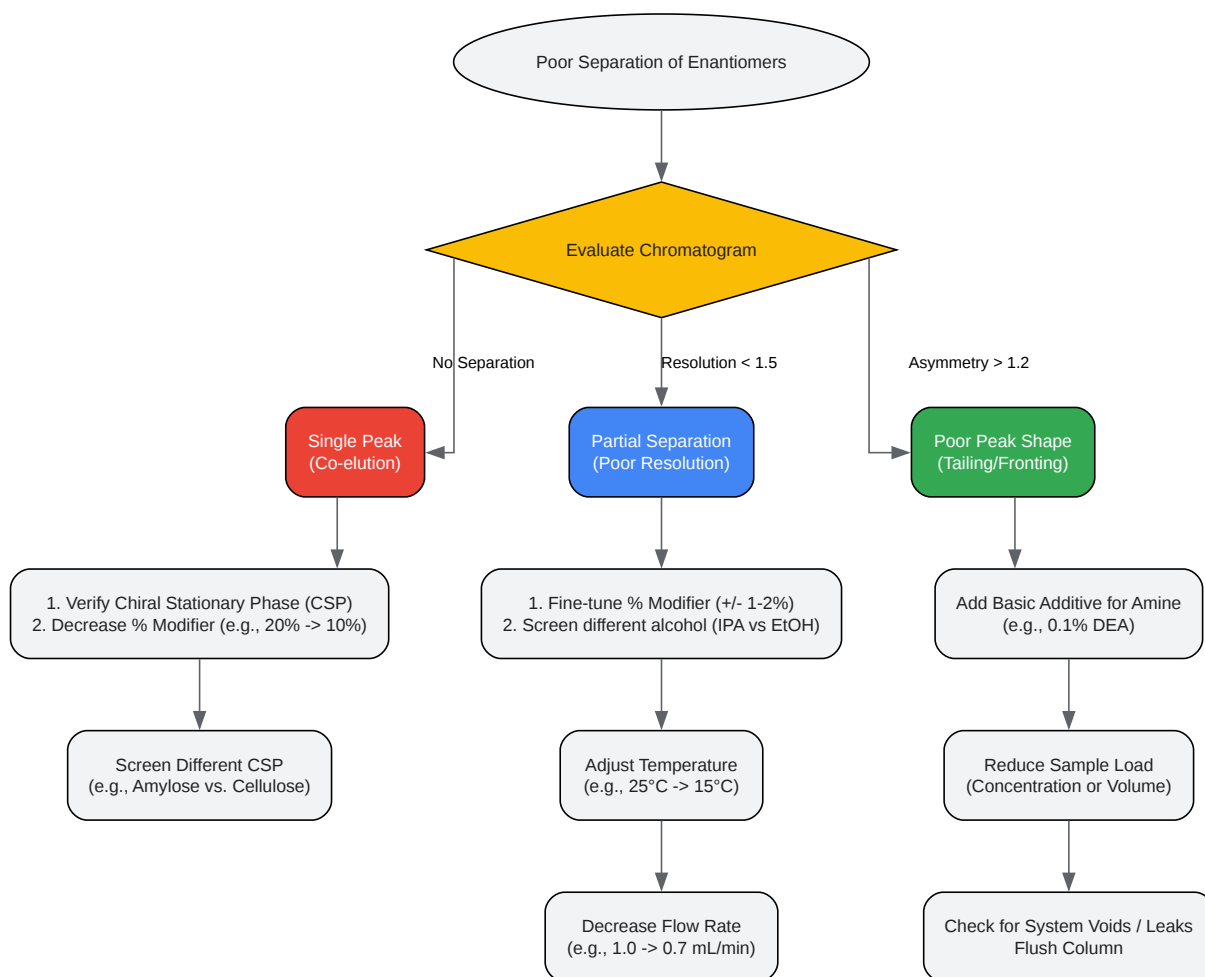 Poor Separation of Enantiomers
Evaluate Chromatogram
No Separation
Resolution < 1.5
Asymmetry > 1.2
Single Peak
(Co-elution)
Partial Separation
(Poor Resolution)
Poor Peak Shape
(Tailing/Fronting)
1. Verify Chiral Stationary Phase (CSP)
2. Decrease % Modifier (e.g., 20% -> 10%)
1. Fine-tune % Modifier (+/- 1-2%)
2. Screen different alcohol (IPA vs EtOH)
Add Basic Additive for Amine
(e.g., 0.1% DEA)
Screen Different CSP
(e.g., Amylose vs. Cellulose)
Adjust Temperature
(e.g., 25°C -> 15°C)
Reduce Sample Load
(Concentration or Volume)
Decrease Flow Rate
(e.g., 1.0 -> 0.7 mL/min)
Check for System Voids / Leaks
Flush Column